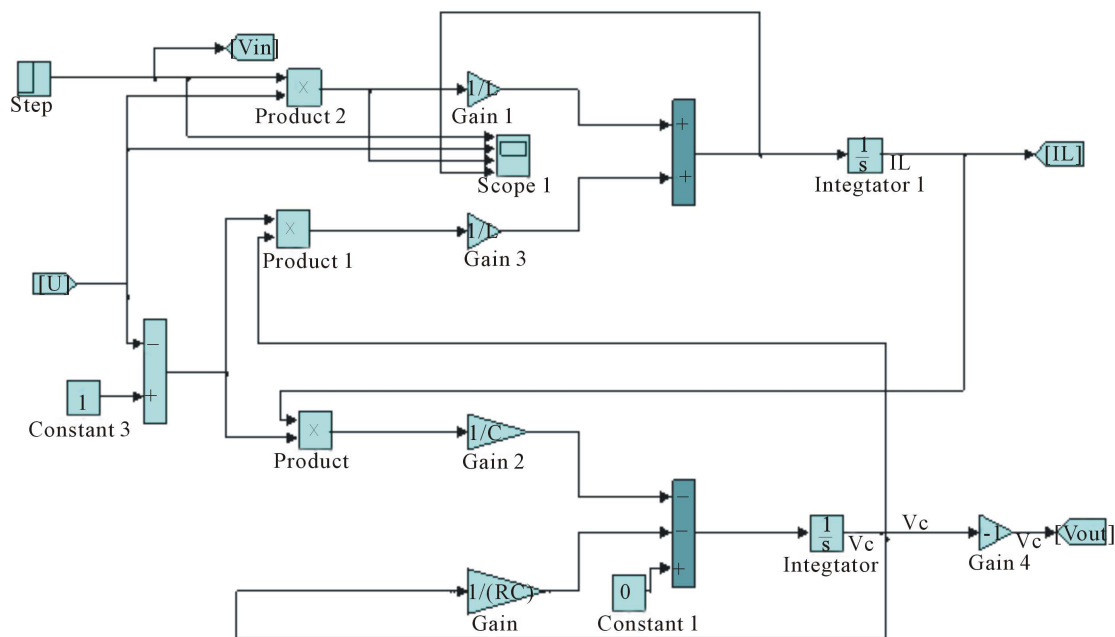 [Vin]
Step
×
Product 2
1/L
Gain 1
Scope 1
+
+
1
s
IL
Integtator 1
[IL]
×
Product 1
1/L
Gain 3
[U]
−
+
1
Constant 3
×
Product
1/C
Gain 2
−
−
+
1
s
Vc
Integtator
Vc
-1
Gain 4
Vc
[Vout]
1/(RC)
Gain
0
Constant 1